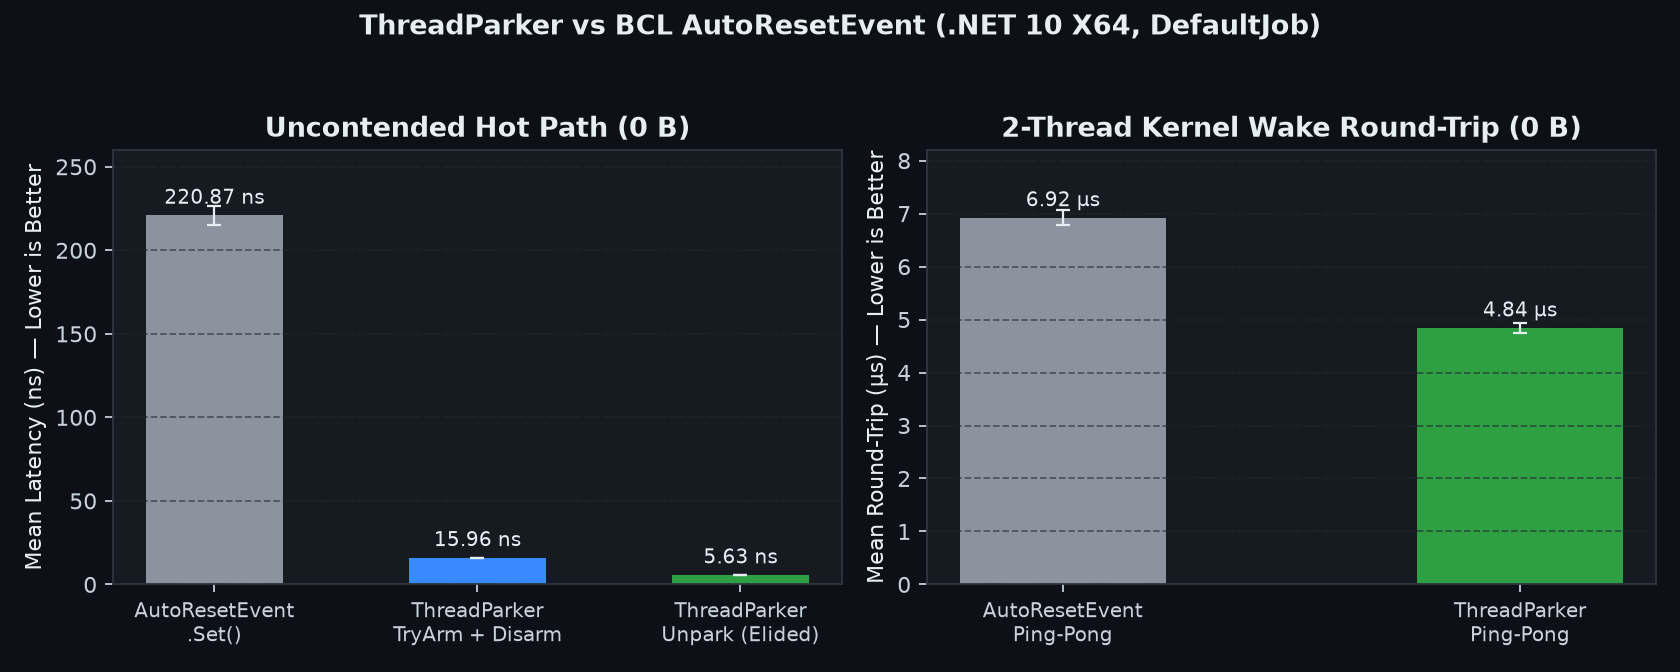 ThreadParker vs BCL AutoResetEvent (.NET 10 X64, DefaultJob)
Uncontended Hot Path (0 B)
Mean Latency (ns) — Lower is Better
250
200
150
100
50
0
220.87 ns
15.96 ns
5.63 ns
AutoResetEvent
.Set()
ThreadParker
TryArm + Disarm
ThreadParker
Unpark (Elided)
2-Thread Kernel Wake Round-Trip (0 B)
Mean Round-Trip (µs) — Lower is Better
8
7
6
5
4
3
2
1
0
6.92 µs
4.84 µs
AutoResetEvent
Ping-Pong
ThreadParker
Ping-Pong